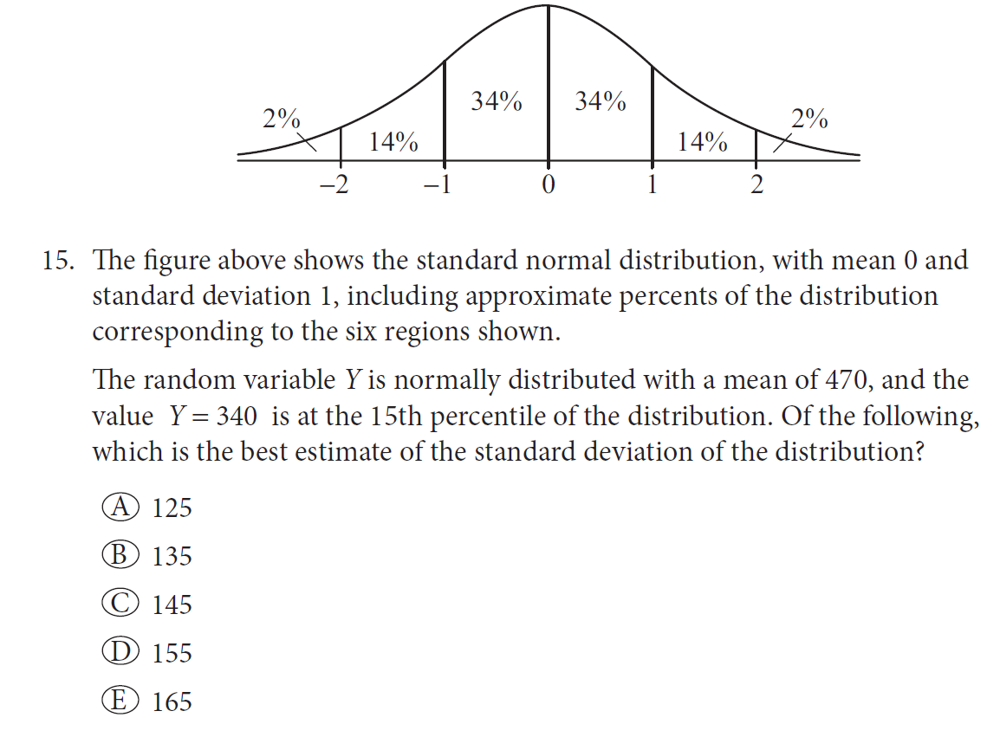 34% 34%
2% 2%
14% 14%
−2 −1 0 1 2
15. The figure above shows the standard normal distribution, with mean 0 and
standard deviation 1, including approximate percents of the distribution
corresponding to the six regions shown.
The random variable Y is normally distributed with a mean of 470, and the
value Y = 340 is at the 15th percentile of the distribution. Of the following,
which is the best estimate of the standard deviation of the distribution?
A 125
B 135
C 145
D 155
E 165